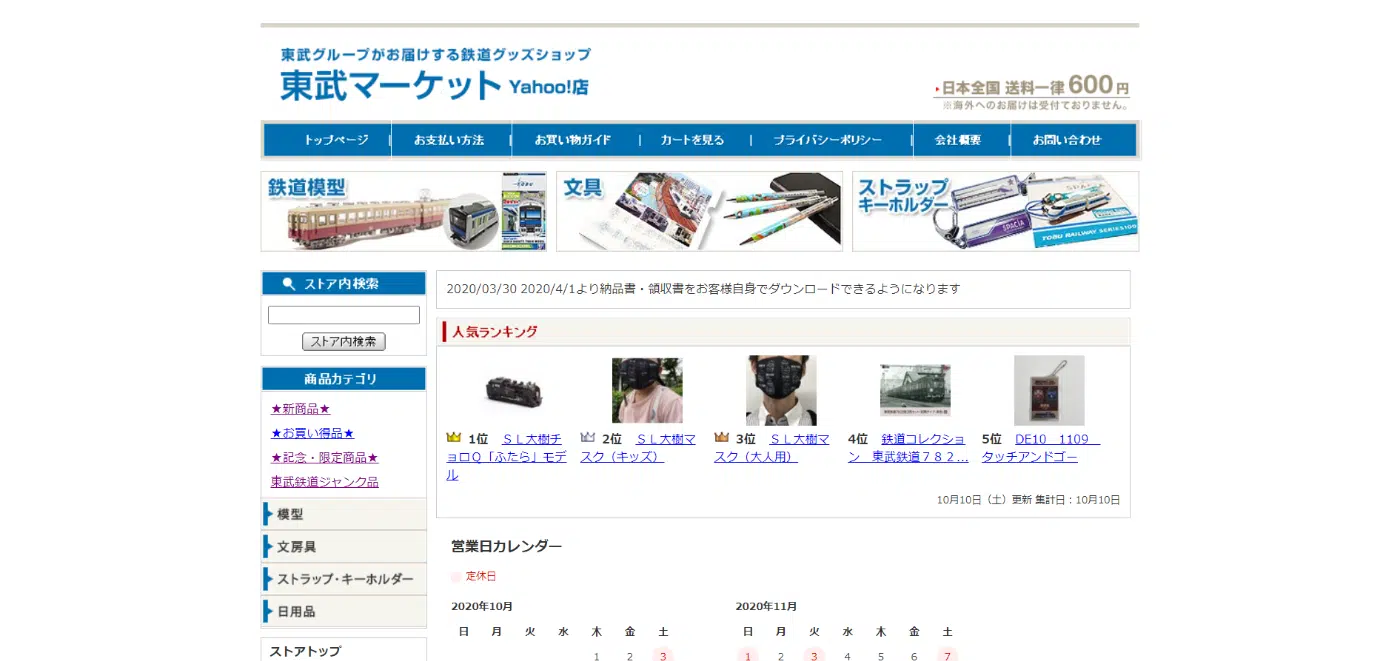 東武グループがお届けする鉄道グッズショップ
東武マーケット Yahoo!店
日本全国 送料一律600円
※海外へのお届けは受付ておりません。
トップページ | お支払い方法 | お買い物ガイド | カートを見る | プライバシーポリシー | 会社概要 | お問い合わせ
鉄道模型
文具
ストラップ
キーホルダー
SPACIA
SPACIA
TOBU RAILWAY SERIES100
ストア内検索
ストア内検索
商品カテゴリ
★新商品★
★お買い得品★
★記念・限定商品★
東武鉄道ジャンク品
模型
文房具
ストラップ・キーホルダー
日用品
ストアトップ
2020/03/30 2020/4/1より納品書・領収書をお客様自身でダウンロードできるようになります
人気ランキング
1位 ＳＬ大樹チ
ョロＱ「ふたら」モデ
ル
2位 ＳＬ大樹マ
スク（キッズ）
3位 ＳＬ大樹マ
スク（大人用）
4位 鉄道コレクショ
ン　東武鉄道７８２...
5位 DE10　1109
タッチアンドゴー
10月10日（土）更新 集計日：10月10日
営業日カレンダー
定休日
2020年10月
日 月 火 水 木 金 土
1 2 3
2020年11月
日 月 火 水 木 金 土
1 2 3 4 5 6 7